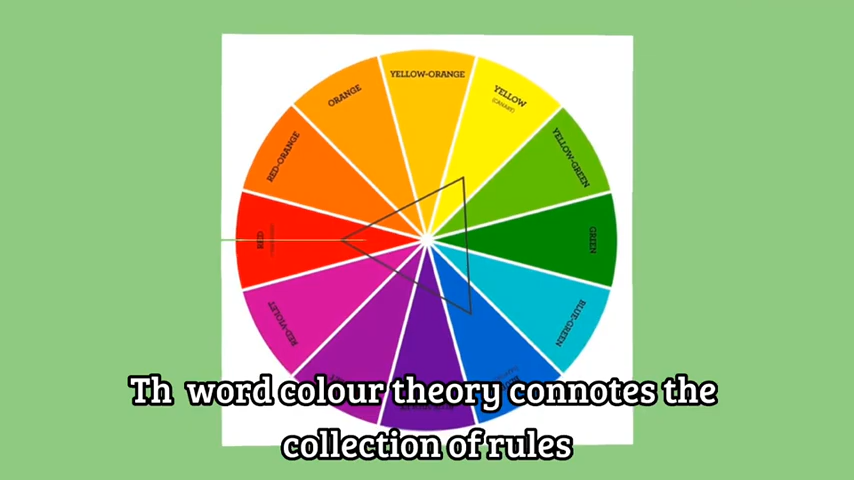 YELLOW-ORANGE
ORANGE
YELLOW
RED-ORANGE
YELLOW-GREEN
RED
GREEN
RED-VIOLET
BLUE-GREEN
Th word colour theory connotes the
collection of rules